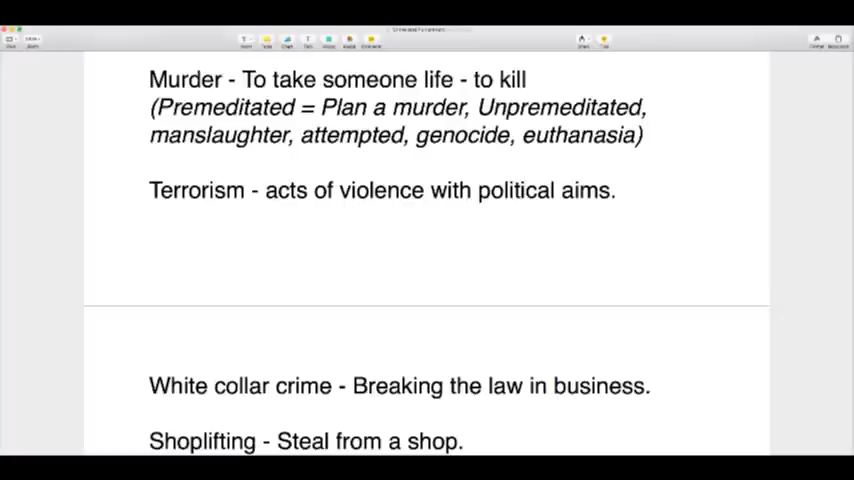 Murder - To take someone life - to kill
(Premeditated = Plan a murder, Unpremeditated,
manslaughter, attempted, genocide, euthanasia)
Terrorism - acts of violence with political aims.
White collar crime - Breaking the law in business.
Shoplifting - Steal from a shop.